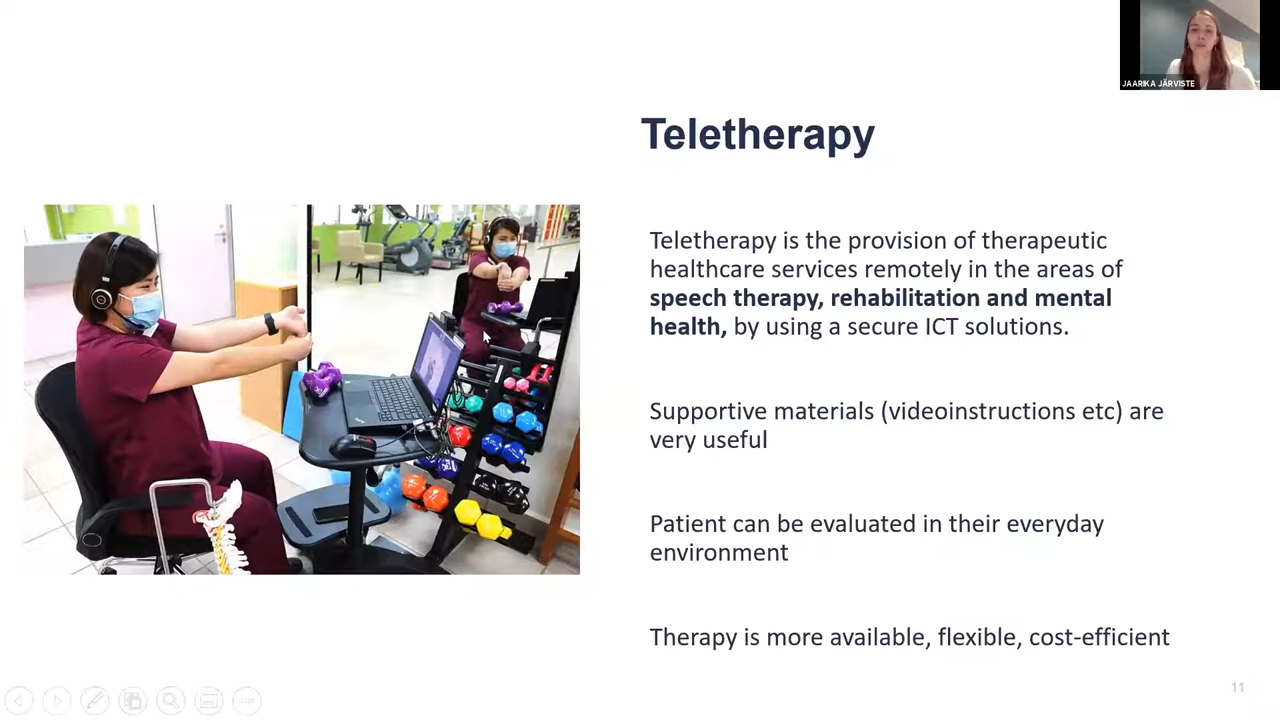 JAARIKA JÄRVISTE
Teletherapy
Teletherapy is the provision of therapeutic
healthcare services remotely in the areas of
speech therapy, rehabilitation and mental
health, by using a secure ICT solutions.
Supportive materials (videoinstructions etc) are
very useful
Patient can be evaluated in their everyday
environment
Therapy is more available, flexible, cost-efficient
11